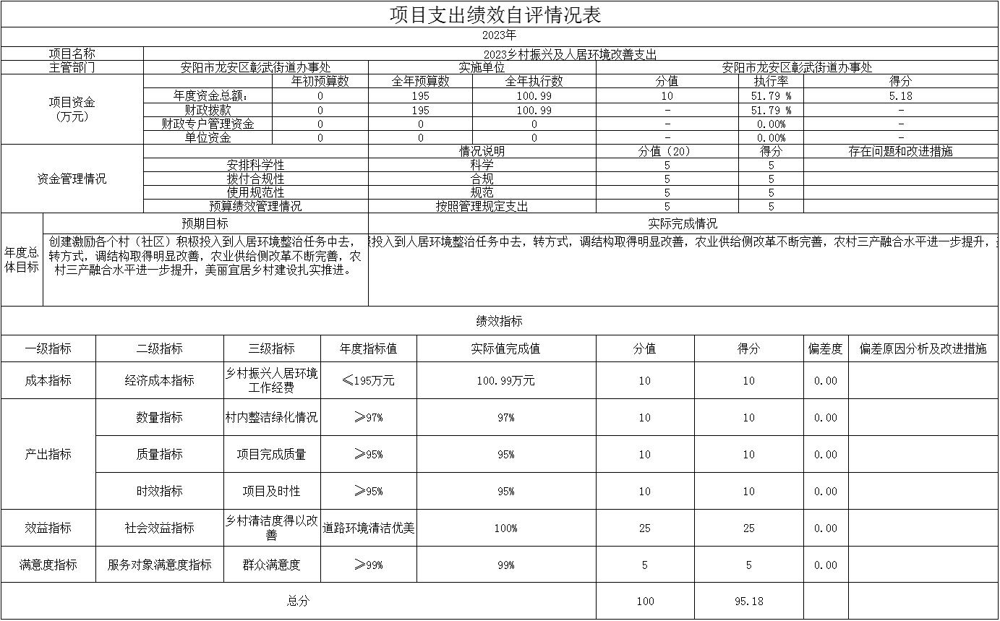 项目支出绩效自评情况表
2023年
项目名称 2023乡村振兴及人居环境改善支出
主管部门 安阳市龙安区彰武街道办事处 实施单位 安阳市龙安区彰武街道办事处
项目资金
(万元)
年初预算数 全年预算数 全年执行数 分值 执行率 得分
年度资金总额： 0 195 100.99 10 51.79 % 5.18
财政拨款 0 195 100.99 - 51.79 % -
财政专户管理资金 0 0 0 - 0.00% -
单位资金 0 0 0 - 0.00% -
资金管理情况
情况说明 分值（20） 得分 存在问题和改进措施
安排科学性 科学 5 5
拨付合规性 合规 5 5
使用规范性 规范 5 5
预算绩效管理情况 按照管理规定支出 5 5
年度总
体目标
预期目标 实际完成情况
创建激励各个村（社区）积极投入到人居环境整治任务中去，
转方式，调结构取得明显改善，农业供给侧改革不断完善，农
村三产融合水平进一步提升，美丽宜居乡村建设扎实推进。
投入到人居环境整治任务中去，转方式，调结构取得明显改善，农业供给侧改革不断完善，农村三产融合水平进一步提升，
绩效指标
一级指标 二级指标 三级指标 年度指标值 实际值完成值 分值 得分 偏差度 偏差原因分析及改进措施
成本指标 经济成本指标 乡村振兴人居环境
工作经费 ≤195万元 100.99万元 10 10 0.00
产出指标
数量指标 村内整洁绿化情况 ≥97% 97% 10 10 0.00
质量指标 项目完成质量 ≥95% 95% 10 10 0.00
时效指标 项目及时性 ≥95% 95% 10 10 0.00
效益指标 社会效益指标 乡村清洁度得以改
善 道路环境清洁优美 100% 25 25 0.00
满意度指标 服务对象满意度指标 群众满意度 ≥99% 99% 5 5 0.00
总分 100 95.18